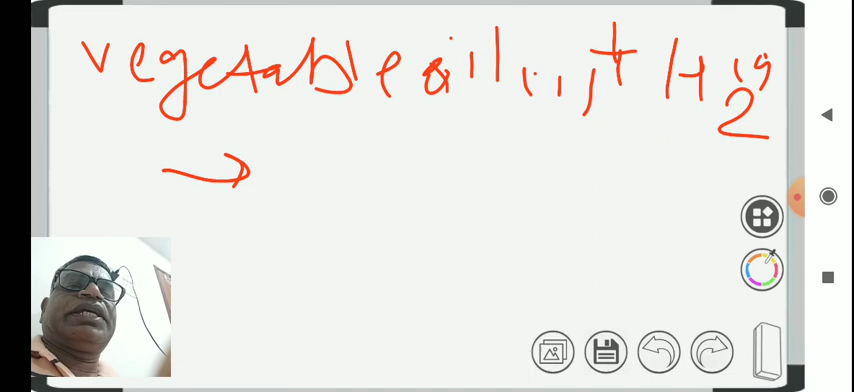 vegetable oil(l) + H2(g)
→